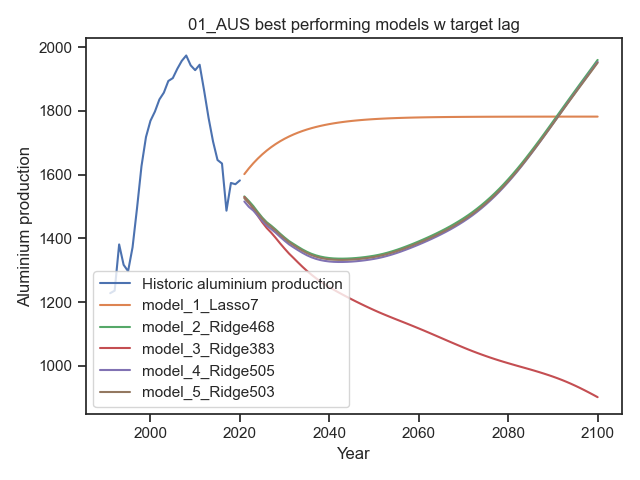 01_AUS best performing models w target lag
2000
1800
1600
1400
1200
1000
Aluminium production
Historic aluminium production
model_1_Lasso7
model_2_Ridge468
model_3_Ridge383
model_4_Ridge505
model_5_Ridge503
2000 2020 2040 2060 2080 2100
Year